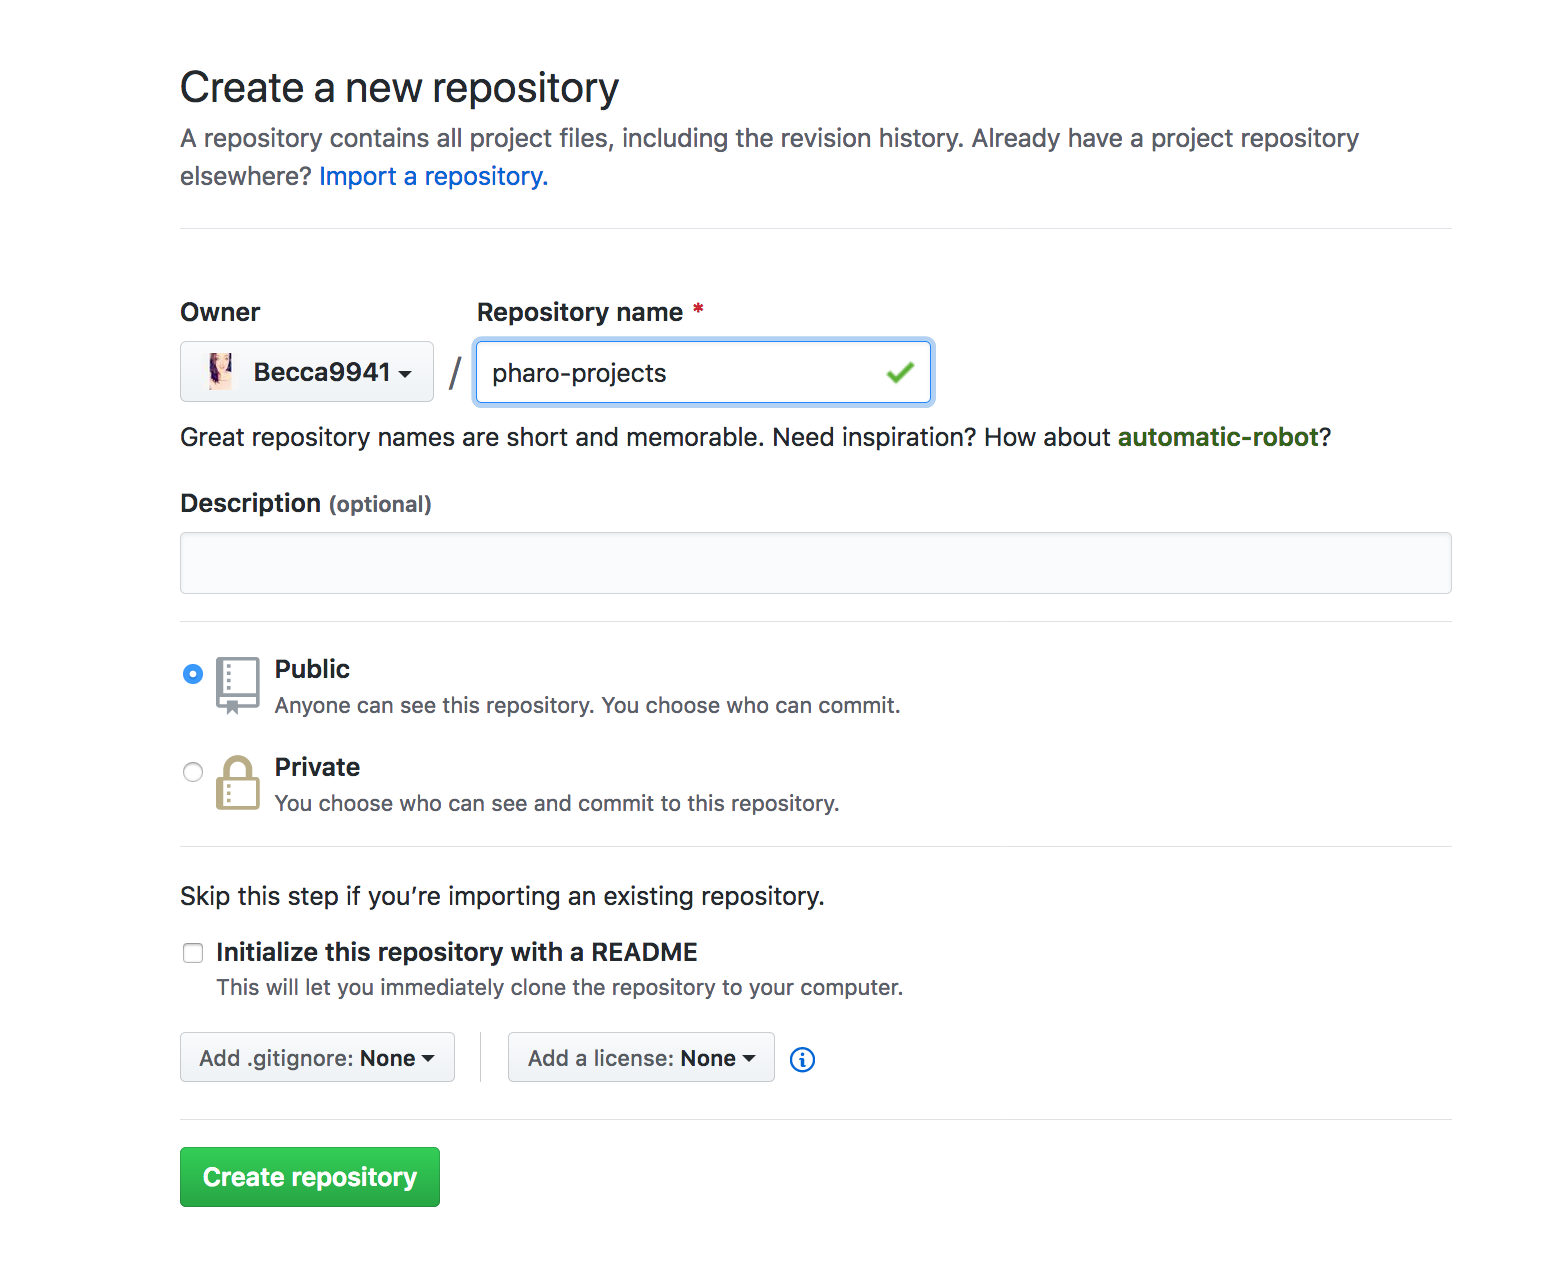 Create a new repository
A repository contains all project files, including the revision history. Already have a project repository
elsewhere? Import a repository.
Owner
Repository name *
Becca9941
/
pharo-projects
Great repository names are short and memorable. Need inspiration? How about automatic-robot?
Description (optional)
Public
Anyone can see this repository. You choose who can commit.
Private
You choose who can see and commit to this repository.
Skip this step if you’re importing an existing repository.
Initialize this repository with a README
This will let you immediately clone the repository to your computer.
Add .gitignore: None
Add a license: None
Create repository